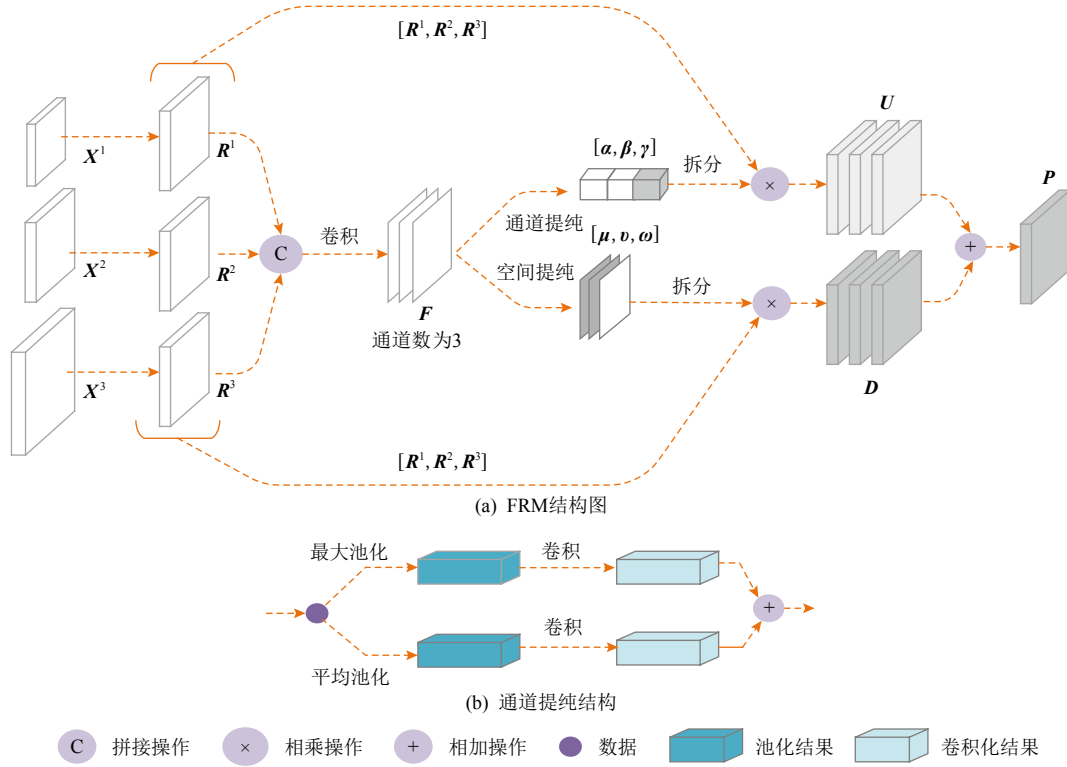 [R¹, R², R³]
X¹
R¹
X²
R²
X³
R³
C
卷积
F
通道数为3
通道提纯
空间提纯
[α, β, γ]
拆分
×
[μ, υ, ω]
拆分
×
U
D
+
P
[R¹, R², R³]
(a) FRM结构图
最大池化
卷积
平均池化
卷积
+
(b) 通道提纯结构
C 拼接操作 × 相乘操作 + 相加操作 数据 池化结果 卷积化结果